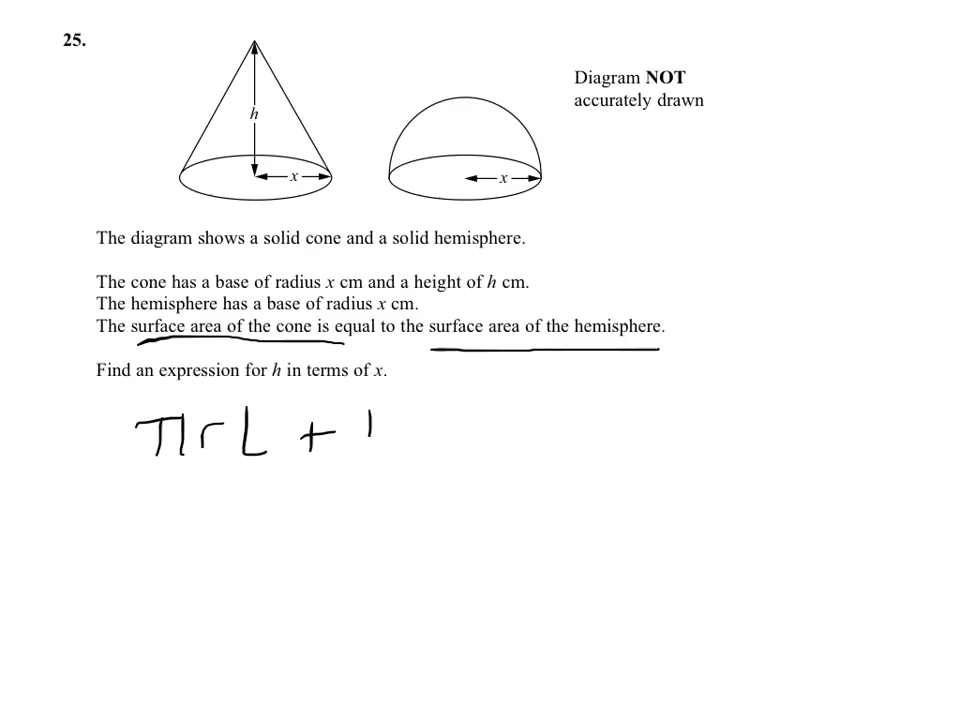 25.
h
x
x
Diagram NOT
accurately drawn
The diagram shows a solid cone and a solid hemisphere.
The cone has a base of radius x cm and a height of h cm.
The hemisphere has a base of radius x cm.
The surface area of the cone is equal to the surface area of the hemisphere.
Find an expression for h in terms of x.
πrL +